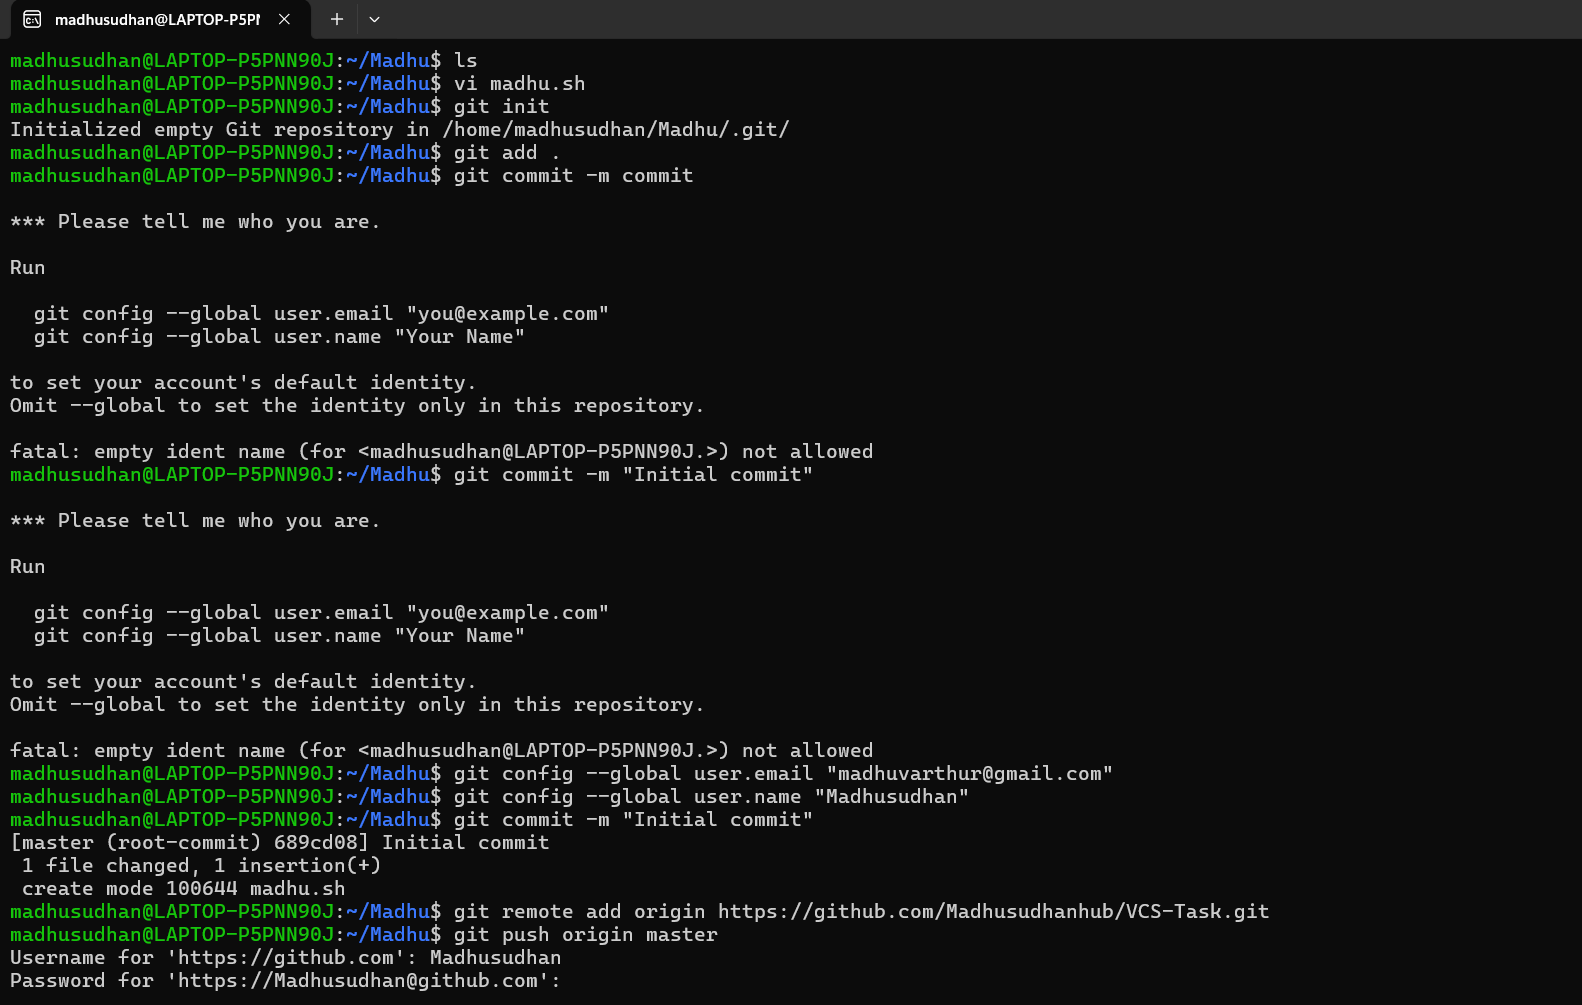 madhusudhan@LAPTOP-P5PN
madhusudhan@LAPTOP-P5PNN90J:~/Madhu$ ls
madhusudhan@LAPTOP-P5PNN90J:~/Madhu$ vi madhu.sh
madhusudhan@LAPTOP-P5PNN90J:~/Madhu$ git init
Initialized empty Git repository in /home/madhusudhan/Madhu/.git/
madhusudhan@LAPTOP-P5PNN90J:~/Madhu$ git add .
madhusudhan@LAPTOP-P5PNN90J:~/Madhu$ git commit -m commit
*** Please tell me who you are.
Run
git config --global user.email "you@example.com"
git config --global user.name "Your Name"
to set your account's default identity.
Omit --global to set the identity only in this repository.
fatal: empty ident name (for <madhusudhan@LAPTOP-P5PNN90J.>) not allowed
madhusudhan@LAPTOP-P5PNN90J:~/Madhu$ git commit -m "Initial commit"
*** Please tell me who you are.
Run
git config --global user.email "you@example.com"
git config --global user.name "Your Name"
to set your account's default identity.
Omit --global to set the identity only in this repository.
fatal: empty ident name (for <madhusudhan@LAPTOP-P5PNN90J.>) not allowed
madhusudhan@LAPTOP-P5PNN90J:~/Madhu$ git config --global user.email "madhuvarthur@gmail.com"
madhusudhan@LAPTOP-P5PNN90J:~/Madhu$ git config --global user.name "Madhusudhan"
madhusudhan@LAPTOP-P5PNN90J:~/Madhu$ git commit -m "Initial commit"
[master (root-commit) 689cd08] Initial commit
1 file changed, 1 insertion(+)
create mode 100644 madhu.sh
madhusudhan@LAPTOP-P5PNN90J:~/Madhu$ git remote add origin https://github.com/Madhusudhanhub/VCS-Task.git
madhusudhan@LAPTOP-P5PNN90J:~/Madhu$ git push origin master
Username for 'https://github.com': Madhusudhan
Password for 'https://Madhusudhan@github.com':